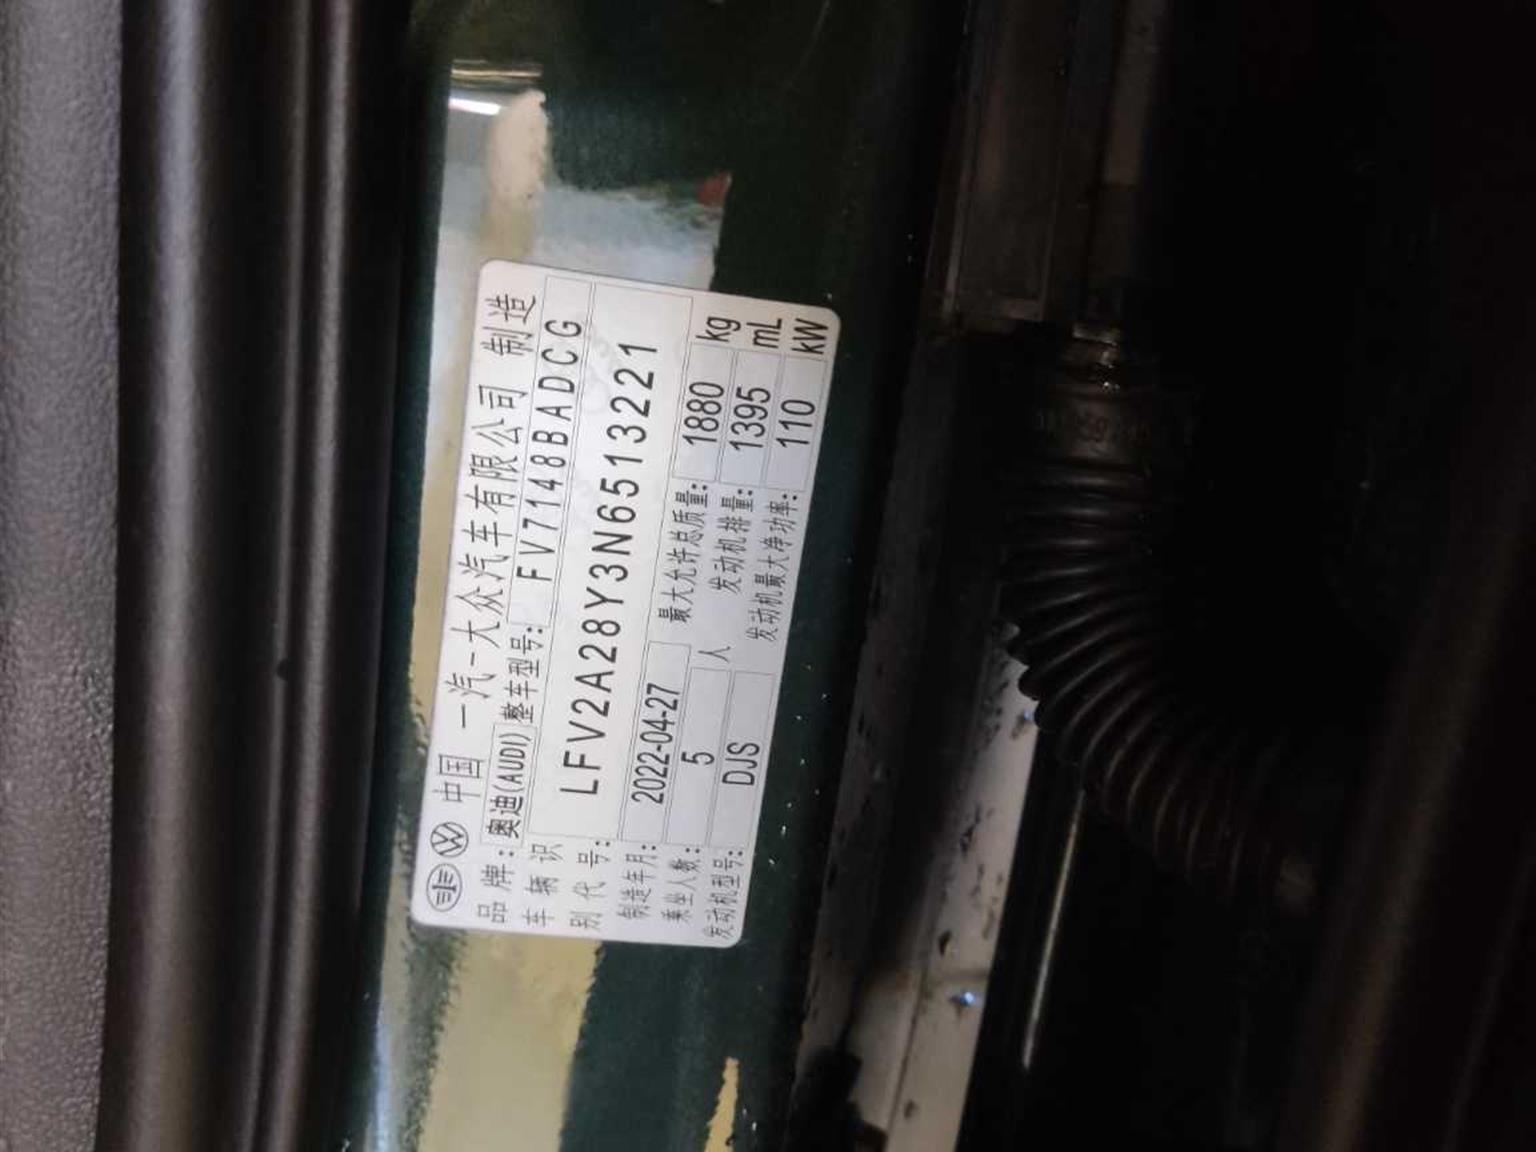 中国 一汽-大众汽车有限公司 制造
品牌: 奥迪(AUDI) 整车型号: FV7148BADCG
车辆识别代号: LFV2A28Y3N6513221
制造年月: 2022-04-27 最大允许总质量: 1880 kg
乘坐人数: 5 人 发动机排量: 1395 mL
发动机型号: DJS 发动机最大净功率: 110 kW